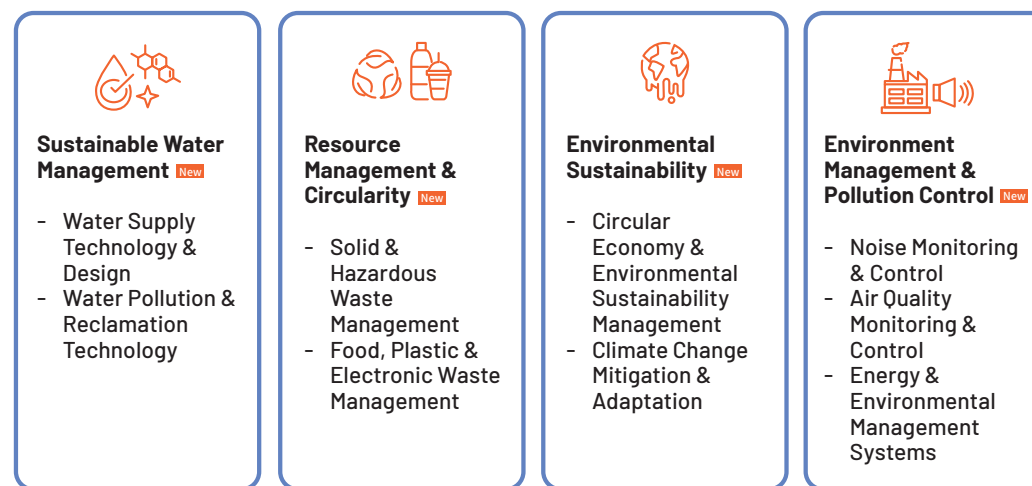 Sustainable Water
Management New
- Water Supply
Technology &
Design
- Water Pollution &
Reclamation
Technology
Resource
Management &
Circularity New
- Solid &
Hazardous
Waste
Management
- Food, Plastic &
Electronic Waste
Management
Environmental
Sustainability New
- Circular
Economy &
Environmental
Sustainability
Management
- Climate Change
Mitigation &
Adaptation
Environment
Management &
Pollution Control New
- Noise Monitoring
& Control
- Air Quality
Monitoring &
Control
- Energy &
Environmental
Management
Systems